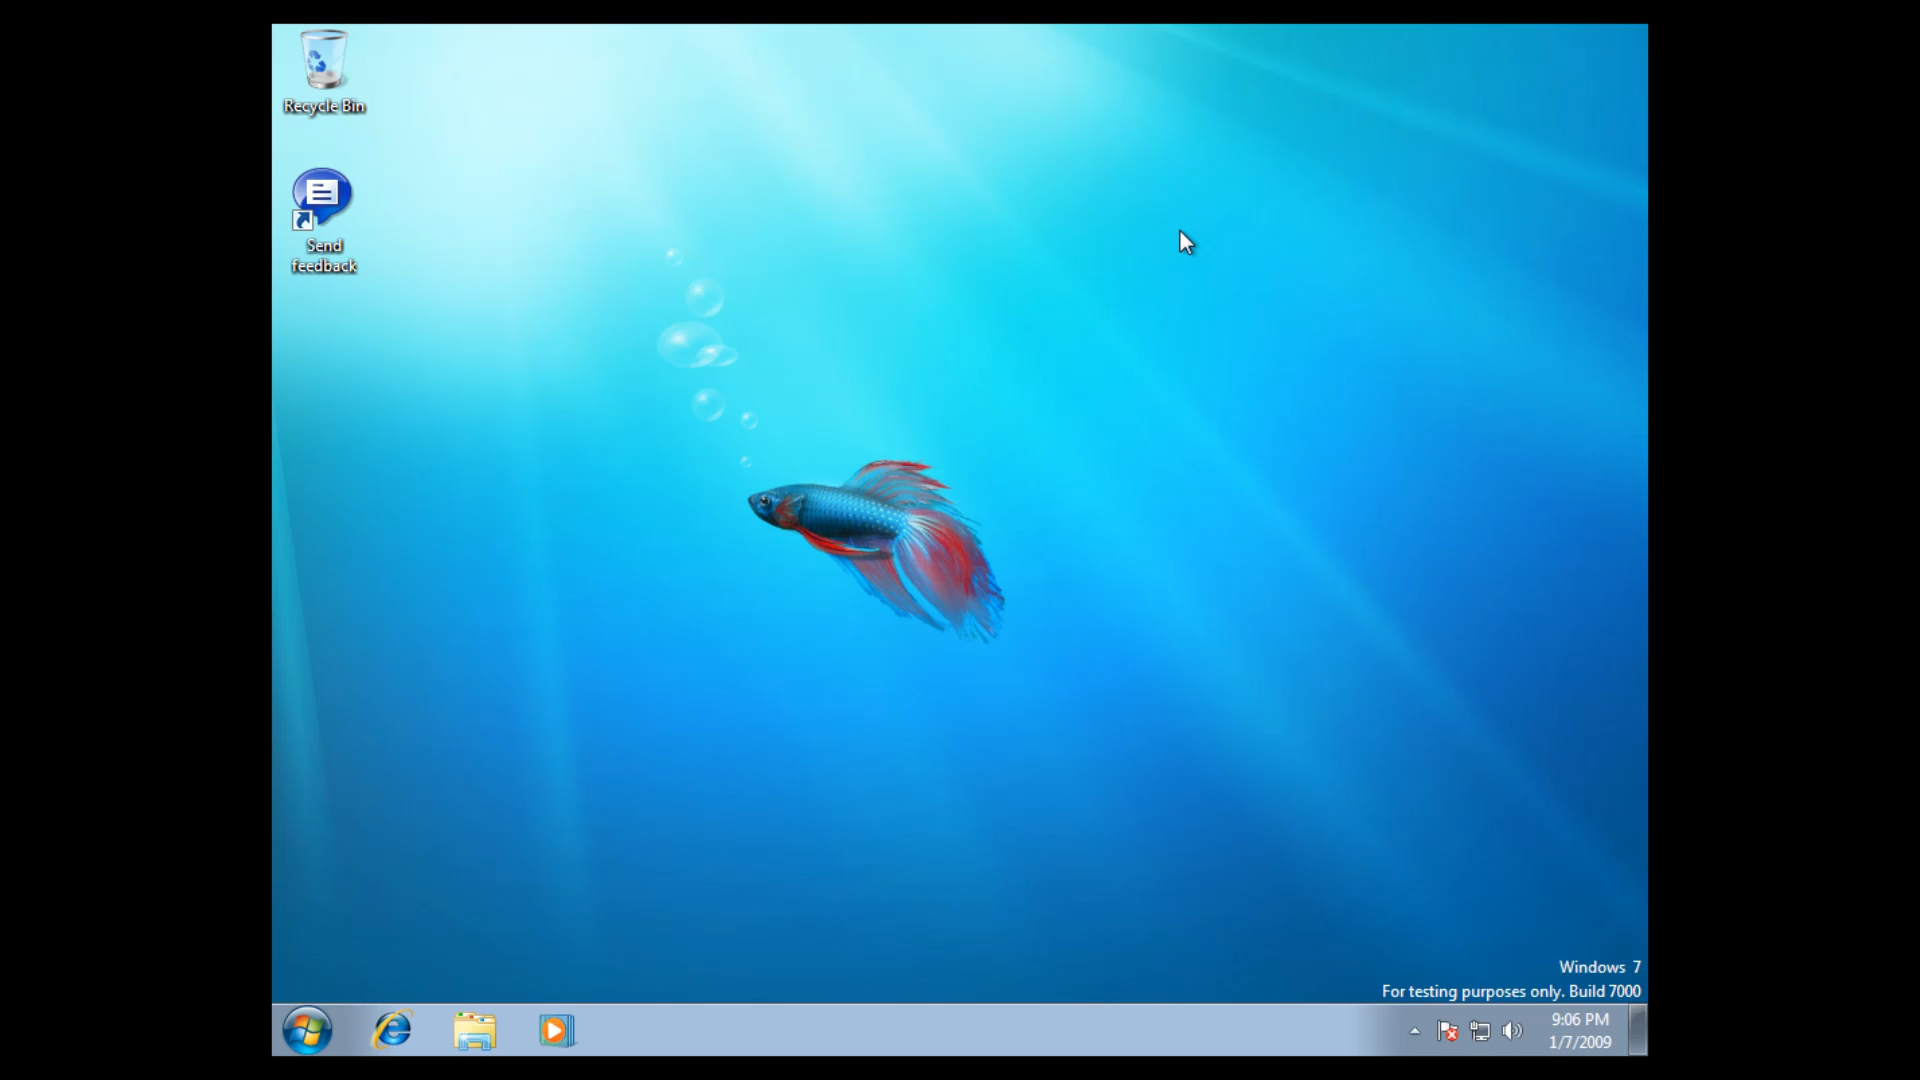 Recycle Bin
Send
feedback
Windows 7
For testing purposes only. Build 7000
9:06 PM
1/7/2009